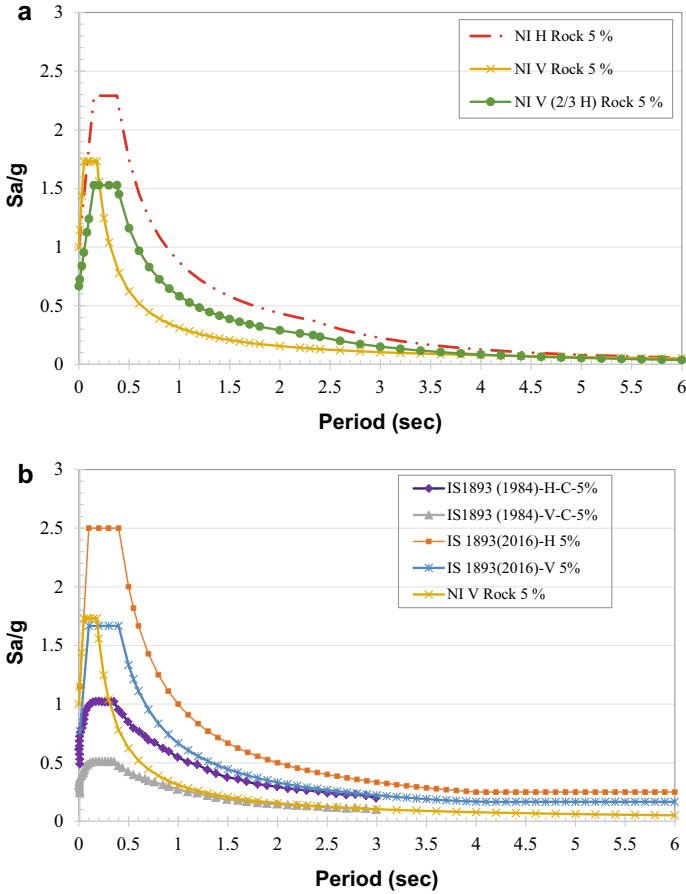 a
3
2.5
2
1.5
1
0.5
0
Sa/g
NI H Rock 5 %
NI V Rock 5 %
NI V (2/3 H) Rock 5 %
0 0.5 1 1.5 2 2.5 3 3.5 4 4.5 5 5.5 6
Period (sec)
b
3
2.5
2
1.5
1
0.5
0
Sa/g
IS1893 (1984)-H-C-5%
IS1893 (1984)-V-C-5%
IS 1893(2016)-H 5%
IS 1893(2016)-V 5%
NI V Rock 5 %
0 0.5 1 1.5 2 2.5 3 3.5 4 4.5 5 5.5 6
Period (sec)